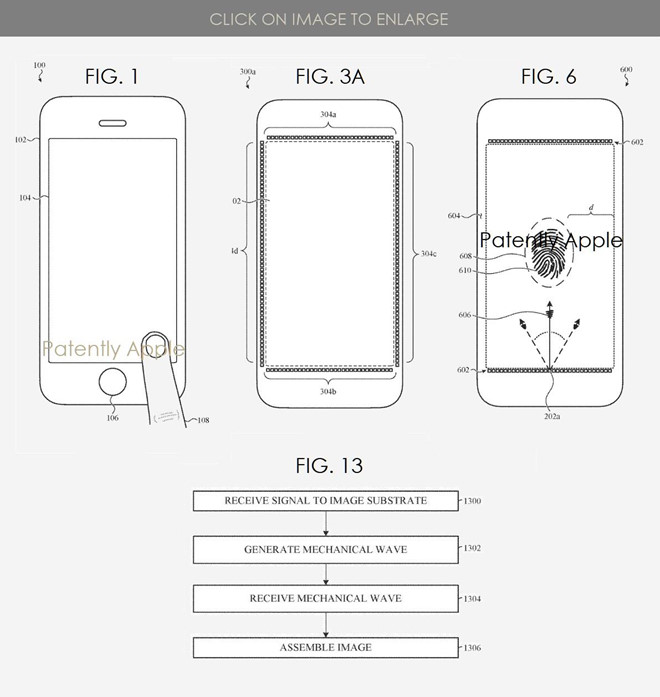 CLICK ON IMAGE TO ENLARGE
FIG. 1
FIG. 3A
FIG. 6
100
300a
600
102
104
106
108
Patently Apple
304a
02
id
304c
304b
602
604
d
Patently Apple
608
610
606
602
202a
FIG. 13
RECEIVE SIGNAL TO IMAGE SUBSTRATE
1300
GENERATE MECHANICAL WAVE
1302
RECEIVE MECHANICAL WAVE
1304
ASSEMBLE IMAGE
1306